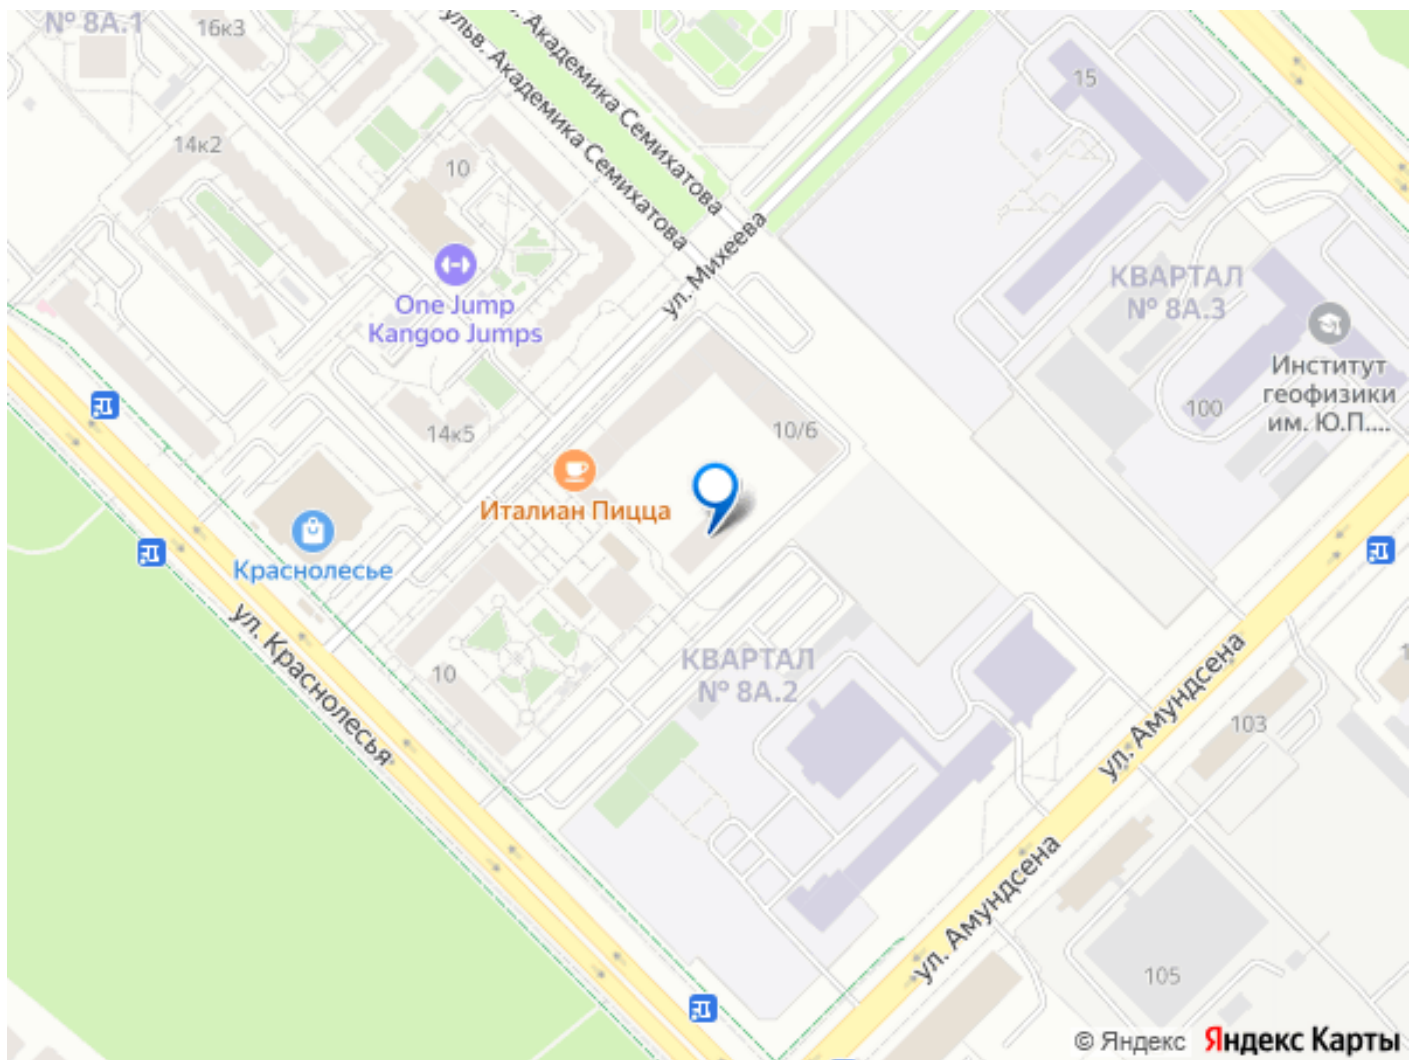 № 8А.1
16к3
15
ульв. Академика Семихатова
. Академика Семихатова
14к2
10
ул. Михеева
One Jump
Kangoo Jumps
КВАРТАЛ
№ 8А.3
Институт
геофизики
им. Ю.П....
100
14к5
10/6
Италиан Пицца
Краснолесье
ул. Краснолесья
10
КВАРТАЛ
№ 8А.2
ул. Амундсена
103
ул. Амундсена
105
© Яндекс Яндекс Карты